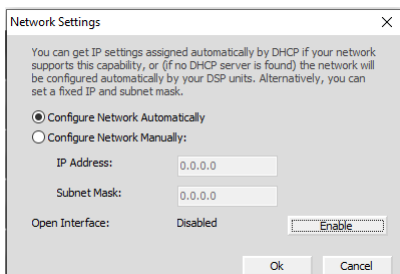 Network Settings
You can get IP settings assigned automatically by DHCP if your network
supports this capability, or (if no DHCP server is found) the network will
be configured automatically by your DSP units. Alternatively, you can
set a fixed IP and subnet mask.
Configure Network Automatically
Configure Network Manually:
IP Address: 0.0.0.0
Subnet Mask: 0.0.0.0
Open Interface: Disabled Enable
Ok Cancel